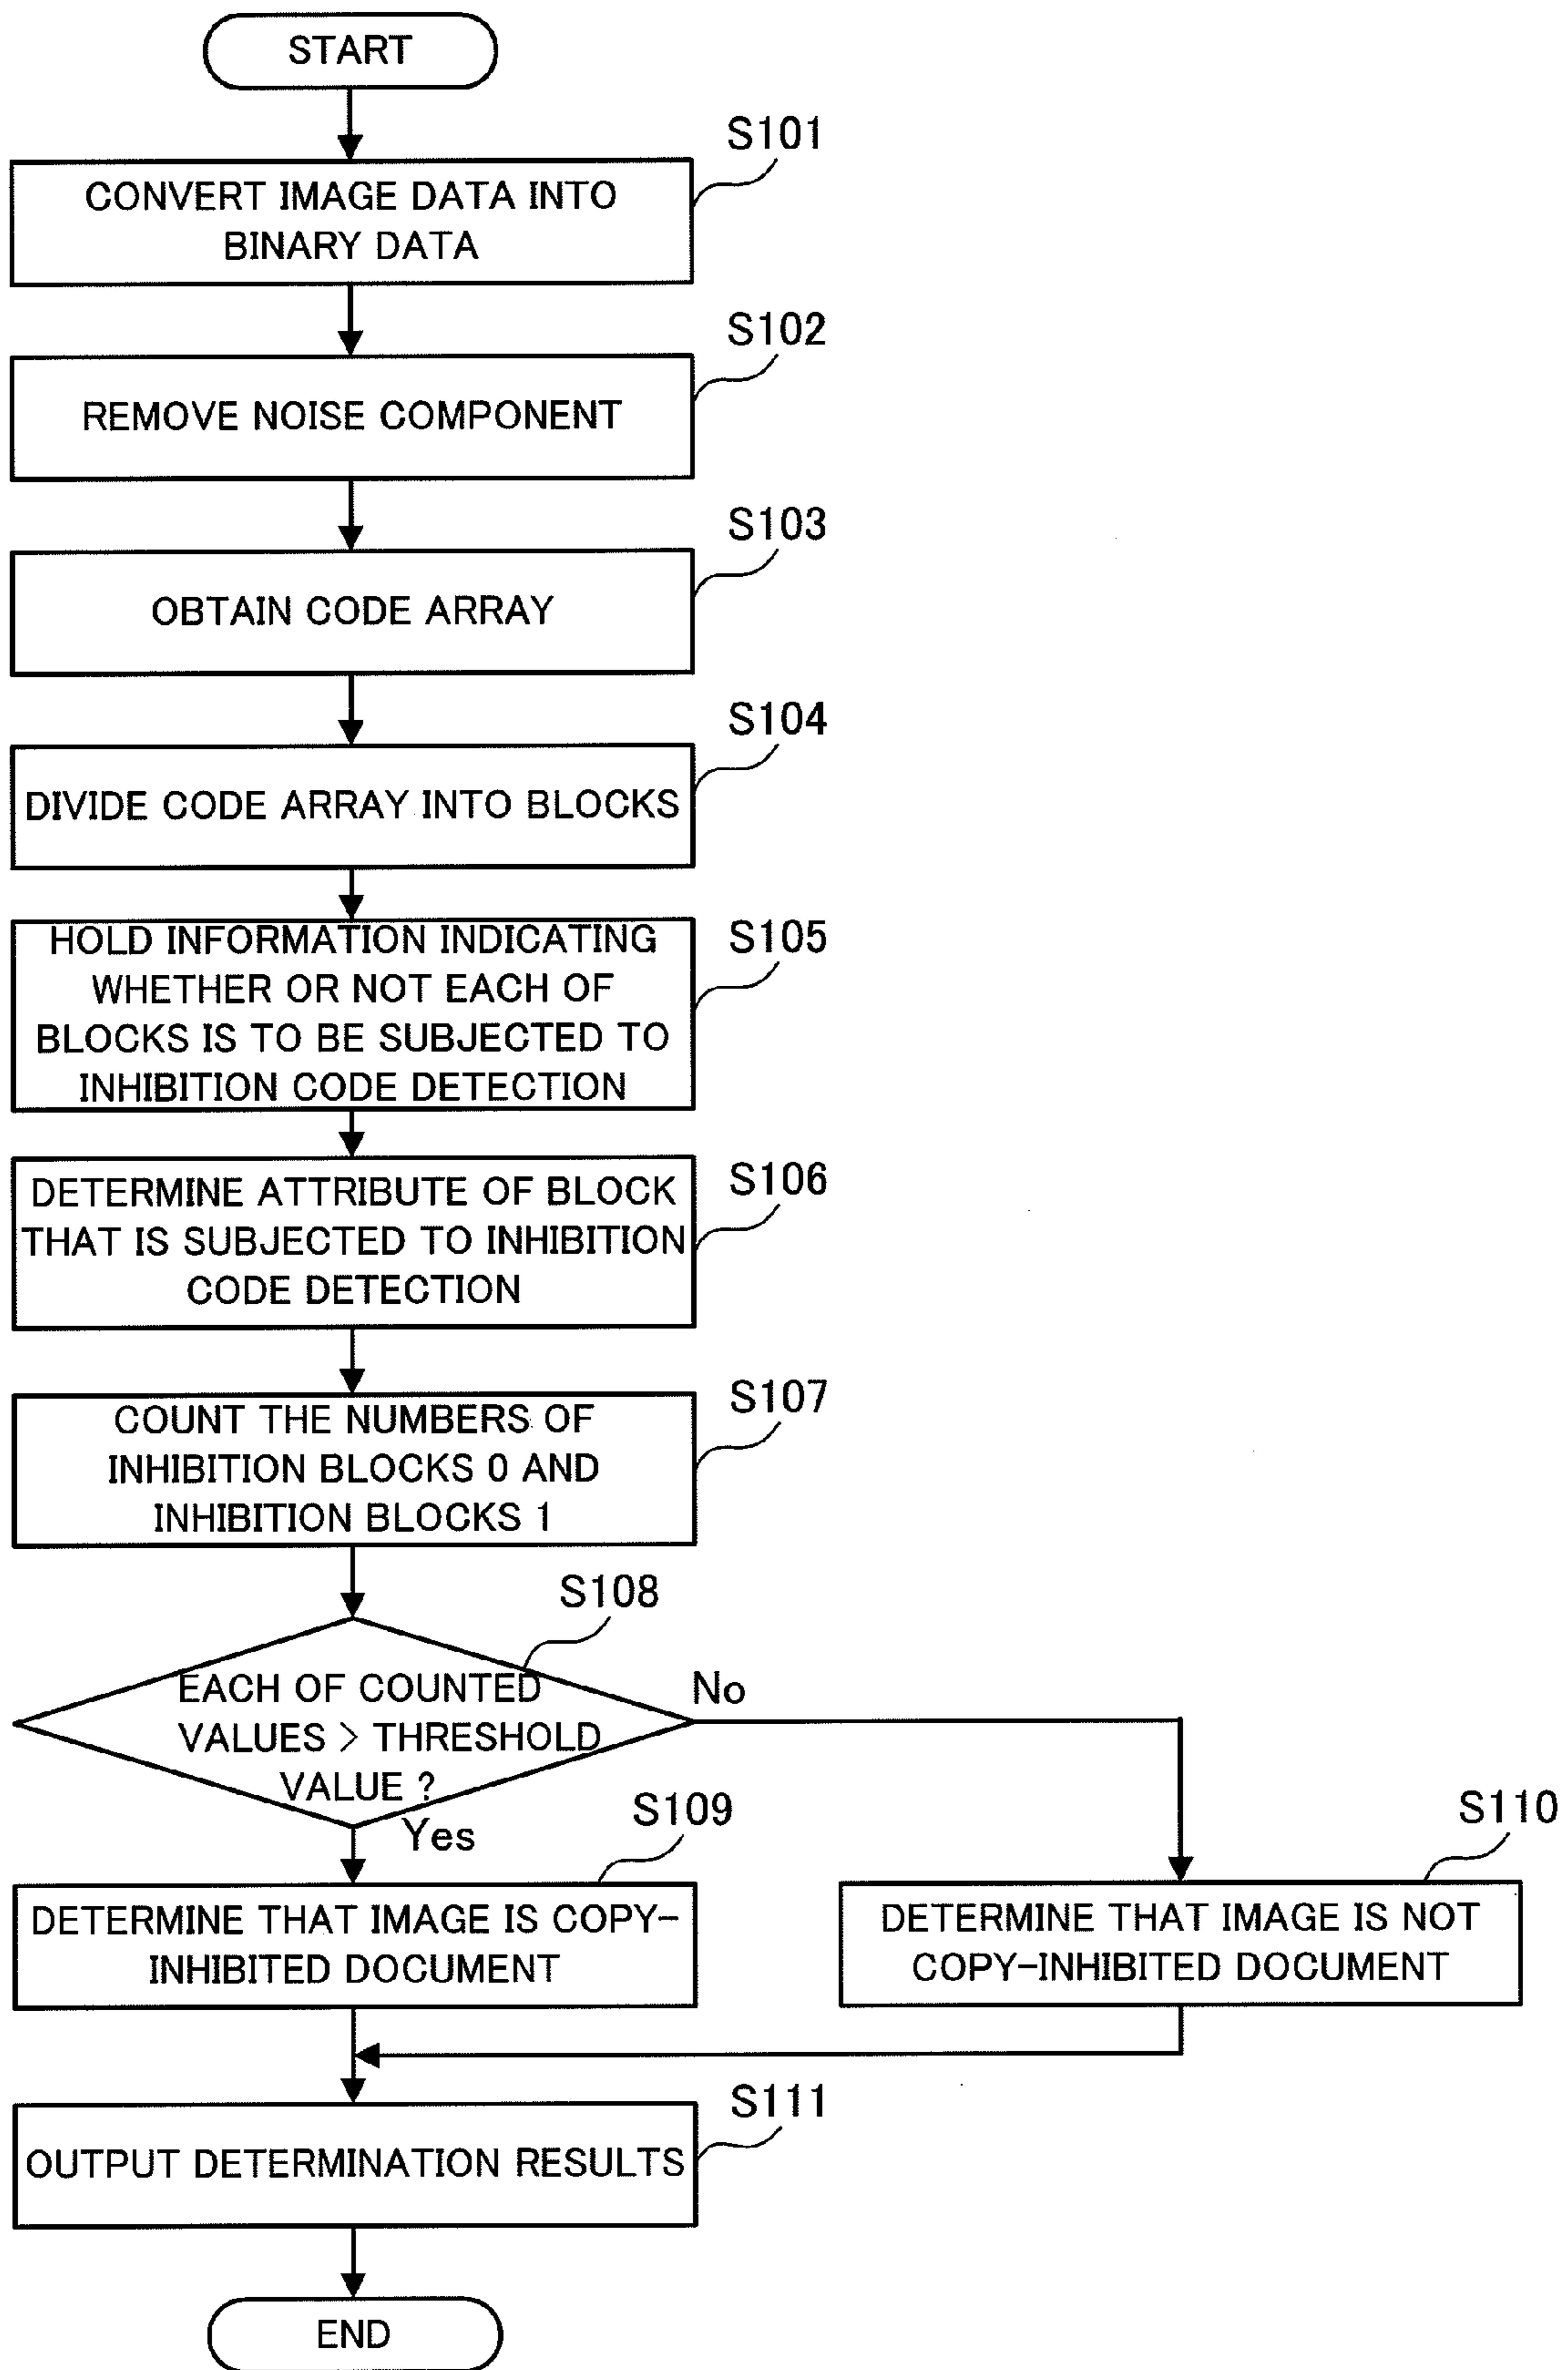 START
S101
CONVERT IMAGE DATA INTO
BINARY DATA
S102
REMOVE NOISE COMPONENT
S103
OBTAIN CODE ARRAY
S104
DIVIDE CODE ARRAY INTO BLOCKS
S105
HOLD INFORMATION INDICATING
WHETHER OR NOT EACH OF
BLOCKS IS TO BE SUBJECTED TO
INHIBITION CODE DETECTION
S106
DETERMINE ATTRIBUTE OF BLOCK
THAT IS SUBJECTED TO INHIBITION
CODE DETECTION
S107
COUNT THE NUMBERS OF
INHIBITION BLOCKS 0 AND
INHIBITION BLOCKS 1
S108
EACH OF COUNTED
VALUES > THRESHOLD
VALUE ?
No
Yes
S109
DETERMINE THAT IMAGE IS COPY-
INHIBITED DOCUMENT
S110
DETERMINE THAT IMAGE IS NOT
COPY-INHIBITED DOCUMENT
S111
OUTPUT DETERMINATION RESULTS
END